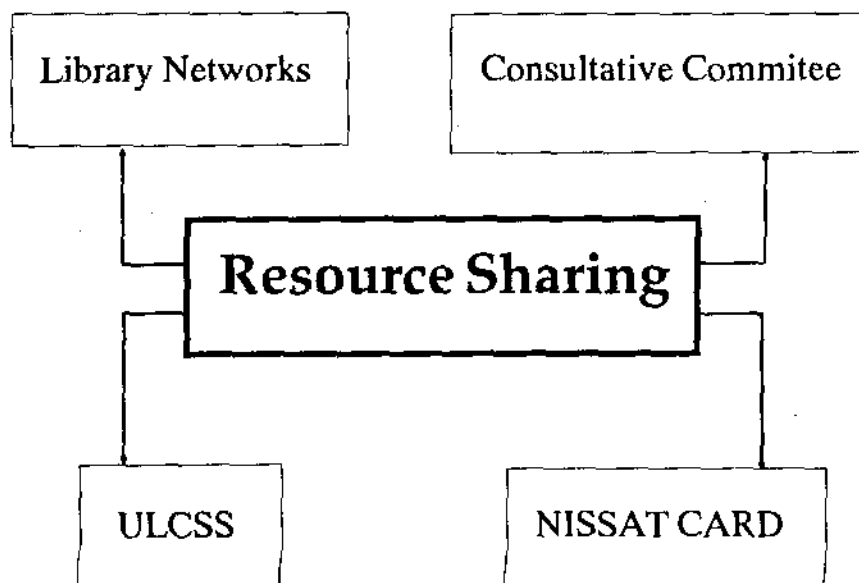 Library Networks
Consultative Commitee
Resource Sharing
ULCSS
NISSAT CARD